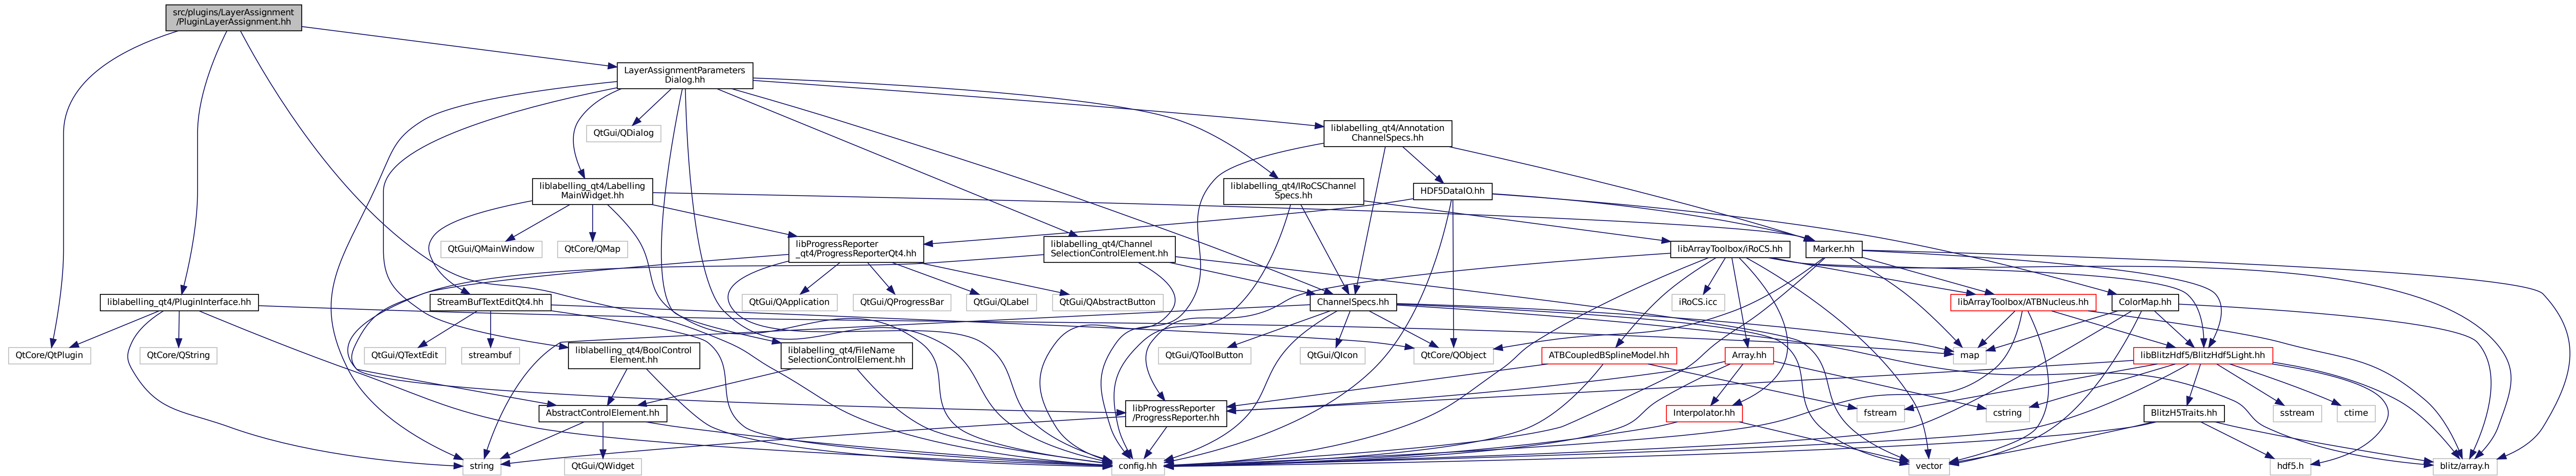 src/plugins/LayerAssignment
/PluginLayerAssignment.hh
LayerAssignmentParameters
Dialog.hh
QtGui/QDialog
liblabelling_qt4/Annotation
ChannelSpecs.hh
liblabelling_qt4/Labelling
MainWidget.hh
liblabelling_qt4/IRoCSChannel
Specs.hh
HDF5DataIO.hh
QtGui/QMainWindow
QtCore/QMap
libProgressReporter
_qt4/ProgressReporterQt4.hh
liblabelling_qt4/Channel
SelectionControlElement.hh
libArrayToolbox/iRoCS.hh
Marker.hh
liblabelling_qt4/PluginInterface.hh
StreamBufTextEditQt4.hh
QtGui/QApplication
QtGui/QProgressBar
QtGui/QLabel
QtGui/QAbstractButton
ChannelSpecs.hh
iRoCS.icc
libArrayToolbox/ATBNucleus.hh
ColorMap.hh
QtCore/QtPlugin
QtCore/QString
QtGui/QTextEdit
streambuf
liblabelling_qt4/BoolControl
Element.hh
liblabelling_qt4/FileName
SelectionControlElement.hh
QtGui/QToolButton
QtGui/QIcon
QtCore/QObject
ATBCoupledBSplineModel.hh
Array.hh
map
libBlitzHdf5/BlitzHdf5Light.hh
AbstractControlElement.hh
libProgressReporter
/ProgressReporter.hh
Interpolator.hh
fstream
cstring
BlitzH5Traits.hh
sstream
ctime
string
QtGui/QWidget
config.hh
vector
hdf5.h
blitz/array.h